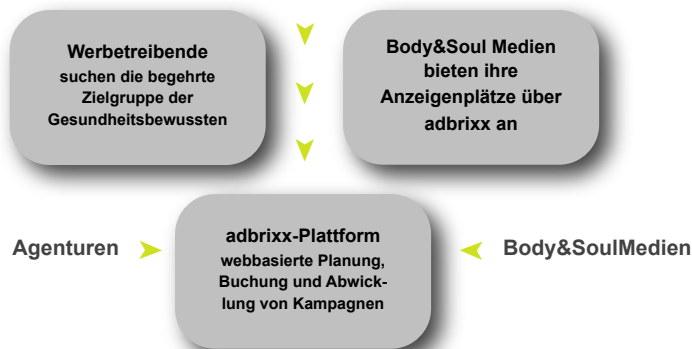 Werbetreibende
suchen die begehrte
Zielgruppe der
Gesundheitsbewussten
Body&Soul Medien
bieten ihre
Anzeigenplätze über
adbrixx an
Agenturen
adbrixx-Plattform
webbasierte Planung,
Buchung und Abwick-
lung von Kampagnen
Body&SoulMedien